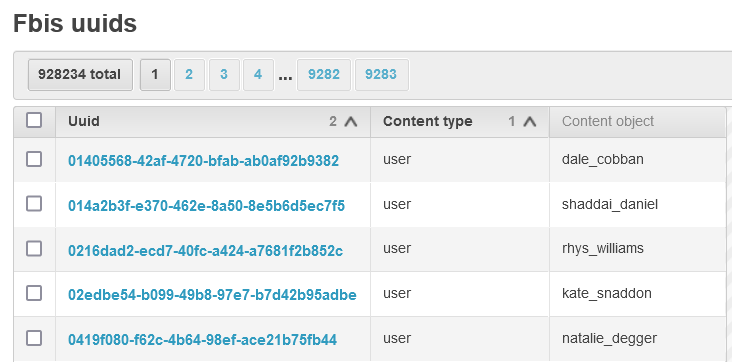 Fbis uuids
928234 total 1 2 3 4 ... 9282 9283
Uuid 2 Content type 1 Content object
01405568-42af-4720-bfab-ab0af92b9382 user dale_cobban
014a2b3f-e370-462e-8a50-8e5b6d5ec7f5 user shaddai_daniel
0216dad2-ecd7-40fc-a424-a7681f2b852c user rhys_williams
02edbe54-b099-49b8-97e7-b7d42b95adbe user kate_snaddon
0419f080-f62c-4b64-98ef-ace21b75fb44 user natalie_degger